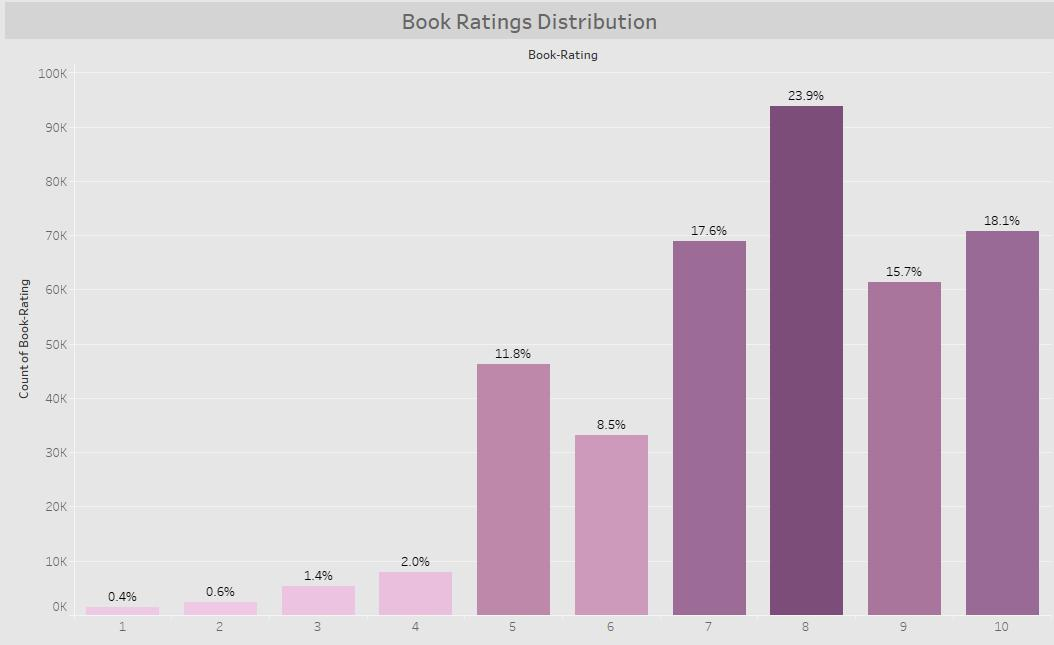 Book Ratings Distribution
Book-Rating
100K
90K
80K
70K
60K
50K
40K
30K
20K
10K
0K
Count of Book-Rating
0.4%
0.6%
1.4%
2.0%
11.8%
8.5%
17.6%
23.9%
15.7%
18.1%
1 2 3 4 5 6 7 8 9 10